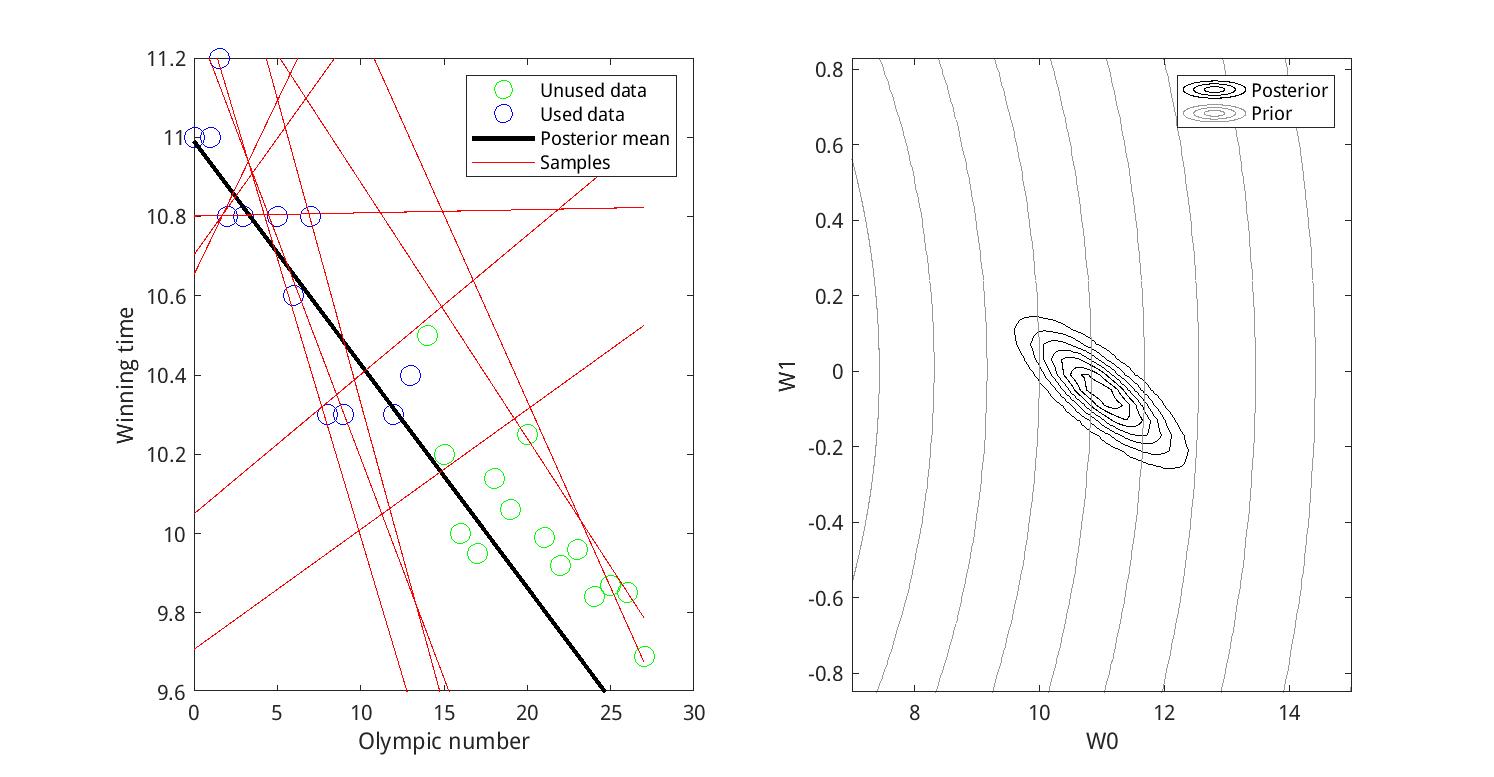 11.2
11
10.8
10.6
10.4
10.2
10
9.8
9.6
0 5 10 15 20 25 30
Winning time
Olympic number
Unused data
Used data
Posterior mean
Samples
0.8
0.6
0.4
0.2
0
-0.2
-0.4
-0.6
-0.8
8 10 12 14
W1
W0
Posterior
Prior